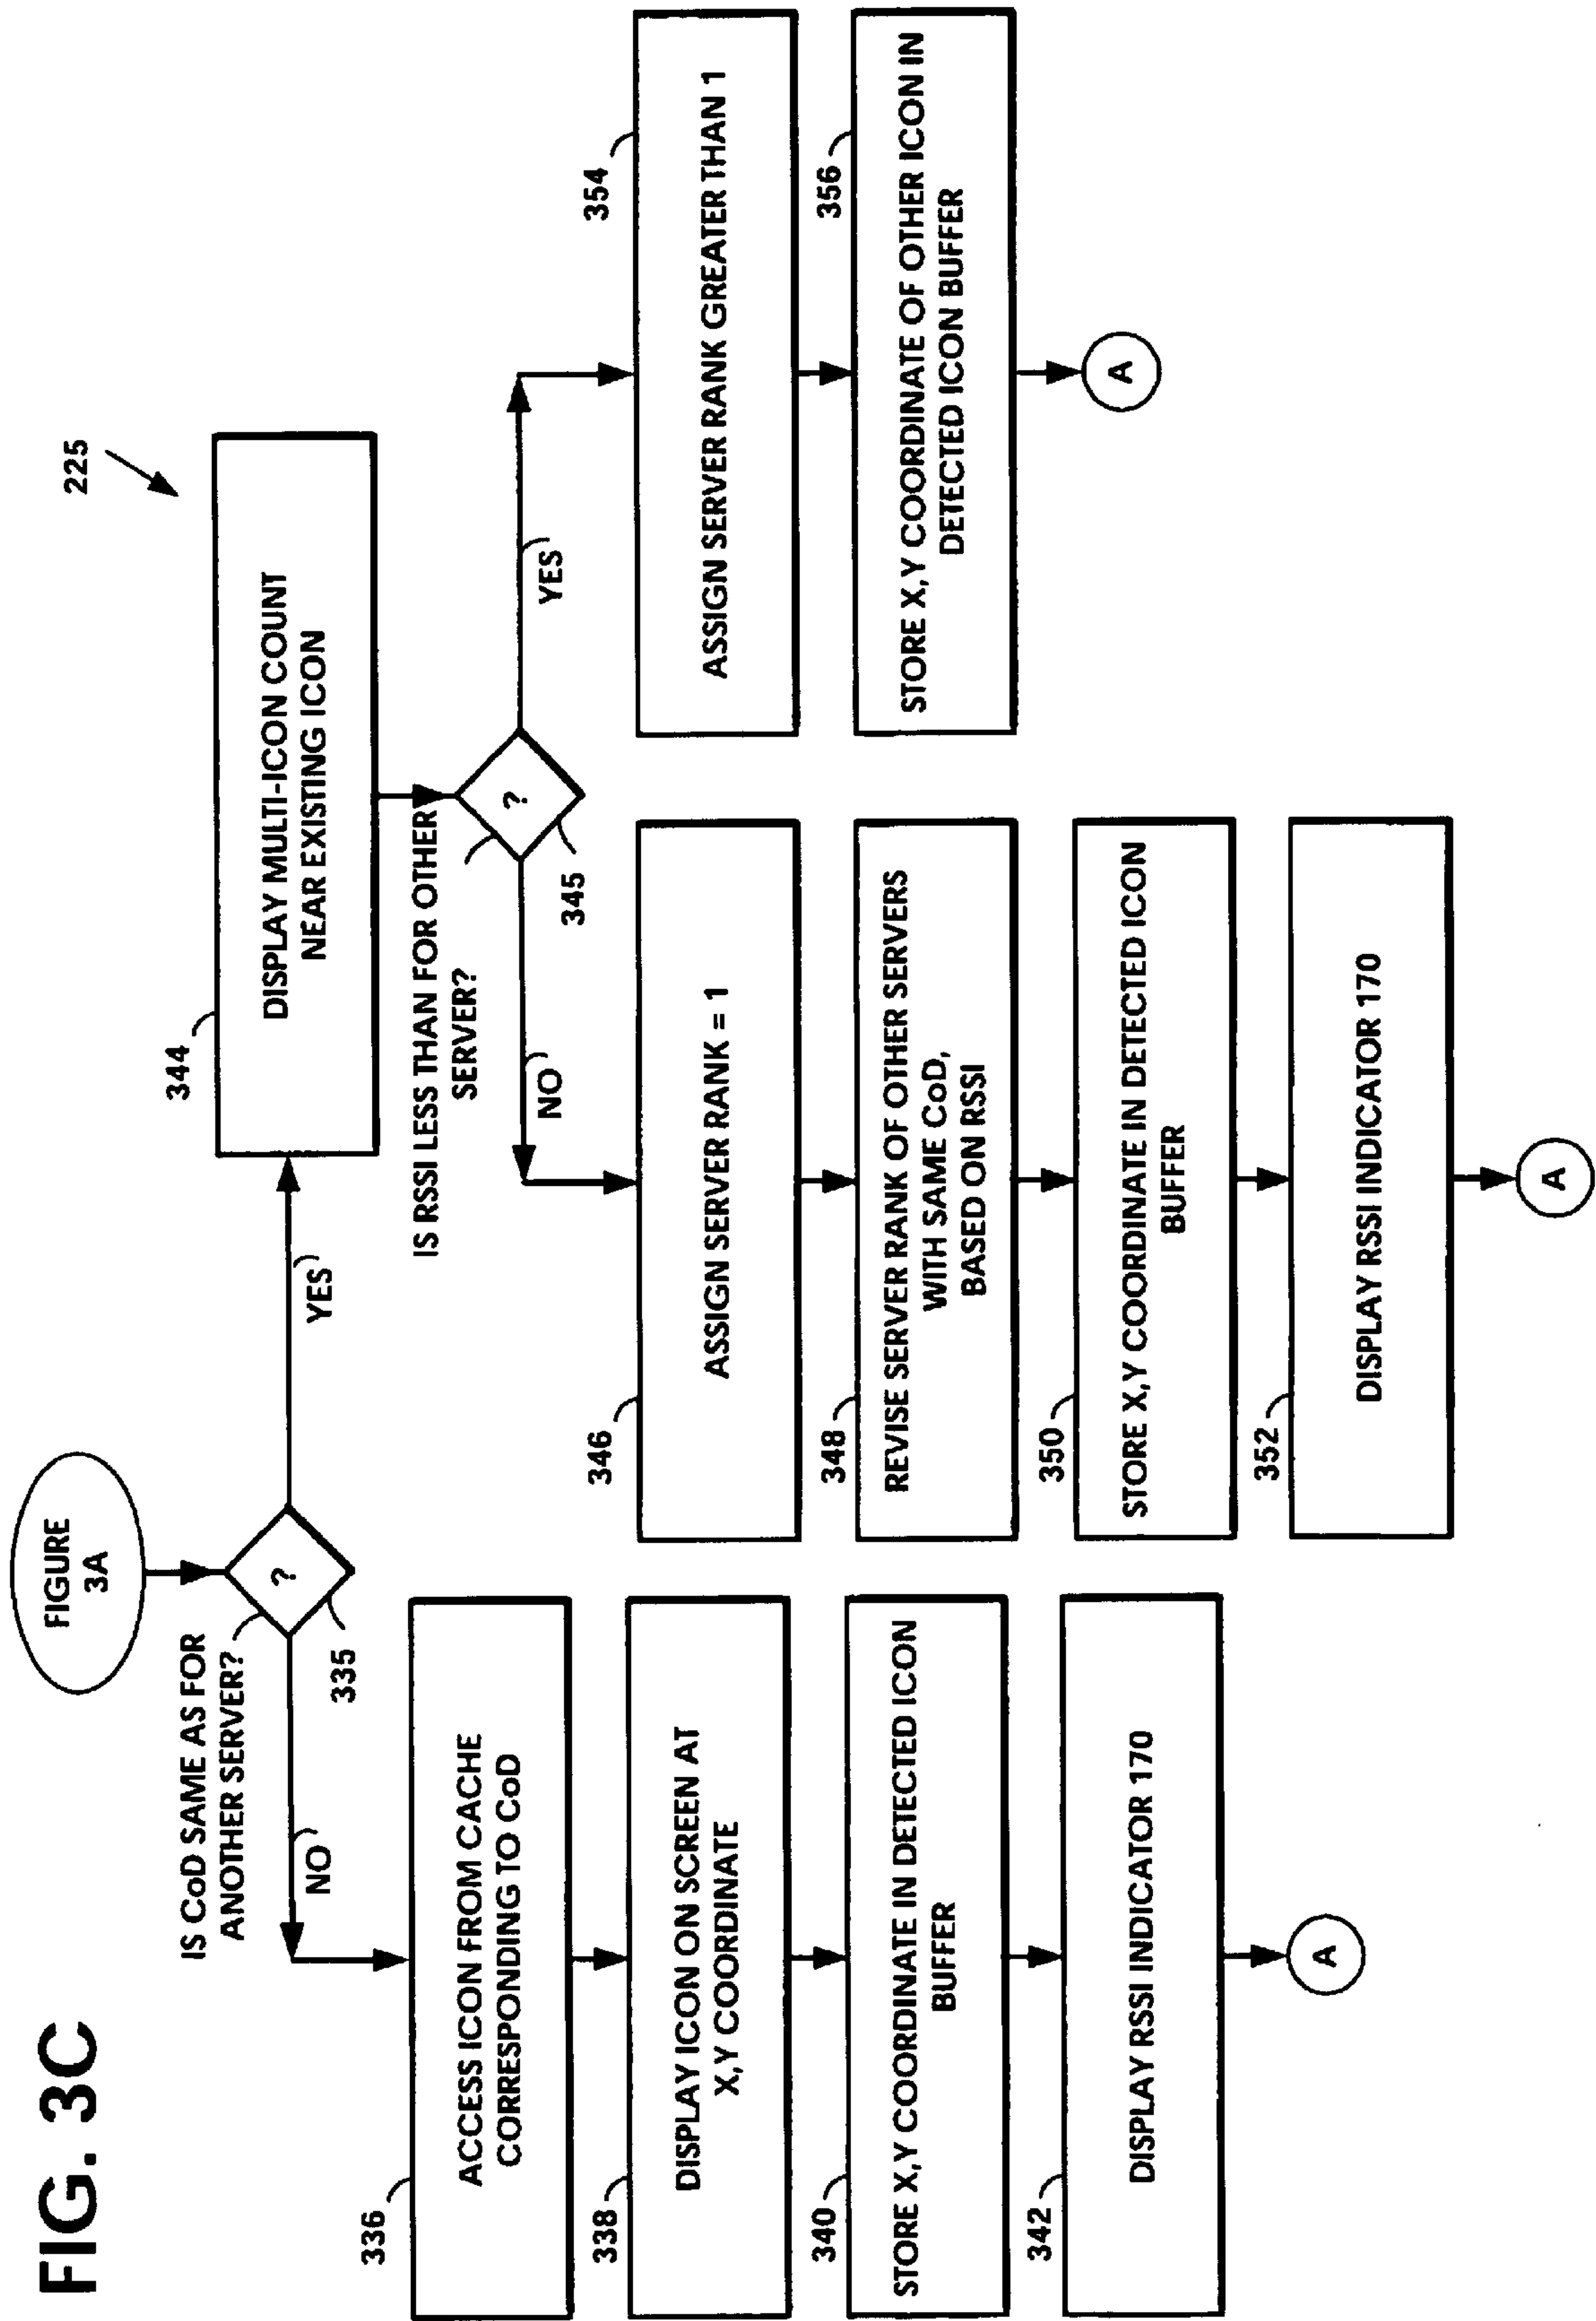 FIG. 3C
FIGURE
3A
225
IS CoD SAME AS FOR
ANOTHER SERVER?
?
335
NO
YES
336
ACCESS ICON FROM CACHE
CORRESPONDING TO CoD
338
DISPLAY ICON ON SCREEN AT
X,Y COORDINATE
340
STORE X,Y COORDINATE IN DETECTED ICON
BUFFER
342
DISPLAY RSSI INDICATOR 170
A
344
DISPLAY MULTI-ICON COUNT
NEAR EXISTING ICON
IS RSSI LESS THAN FOR OTHER
SERVER?
?
345
NO
YES
346
ASSIGN SERVER RANK = 1
348
REVISE SERVER RANK OF OTHER SERVERS
WITH SAME CoD,
BASED ON RSSI
350
STORE X,Y COORDINATE IN DETECTED ICON
BUFFER
352
DISPLAY RSSI INDICATOR 170
A
354
ASSIGN SERVER RANK GREATER THAN 1
356
STORE X,Y COORDINATE OF OTHER ICON IN
DETECTED ICON BUFFER
A